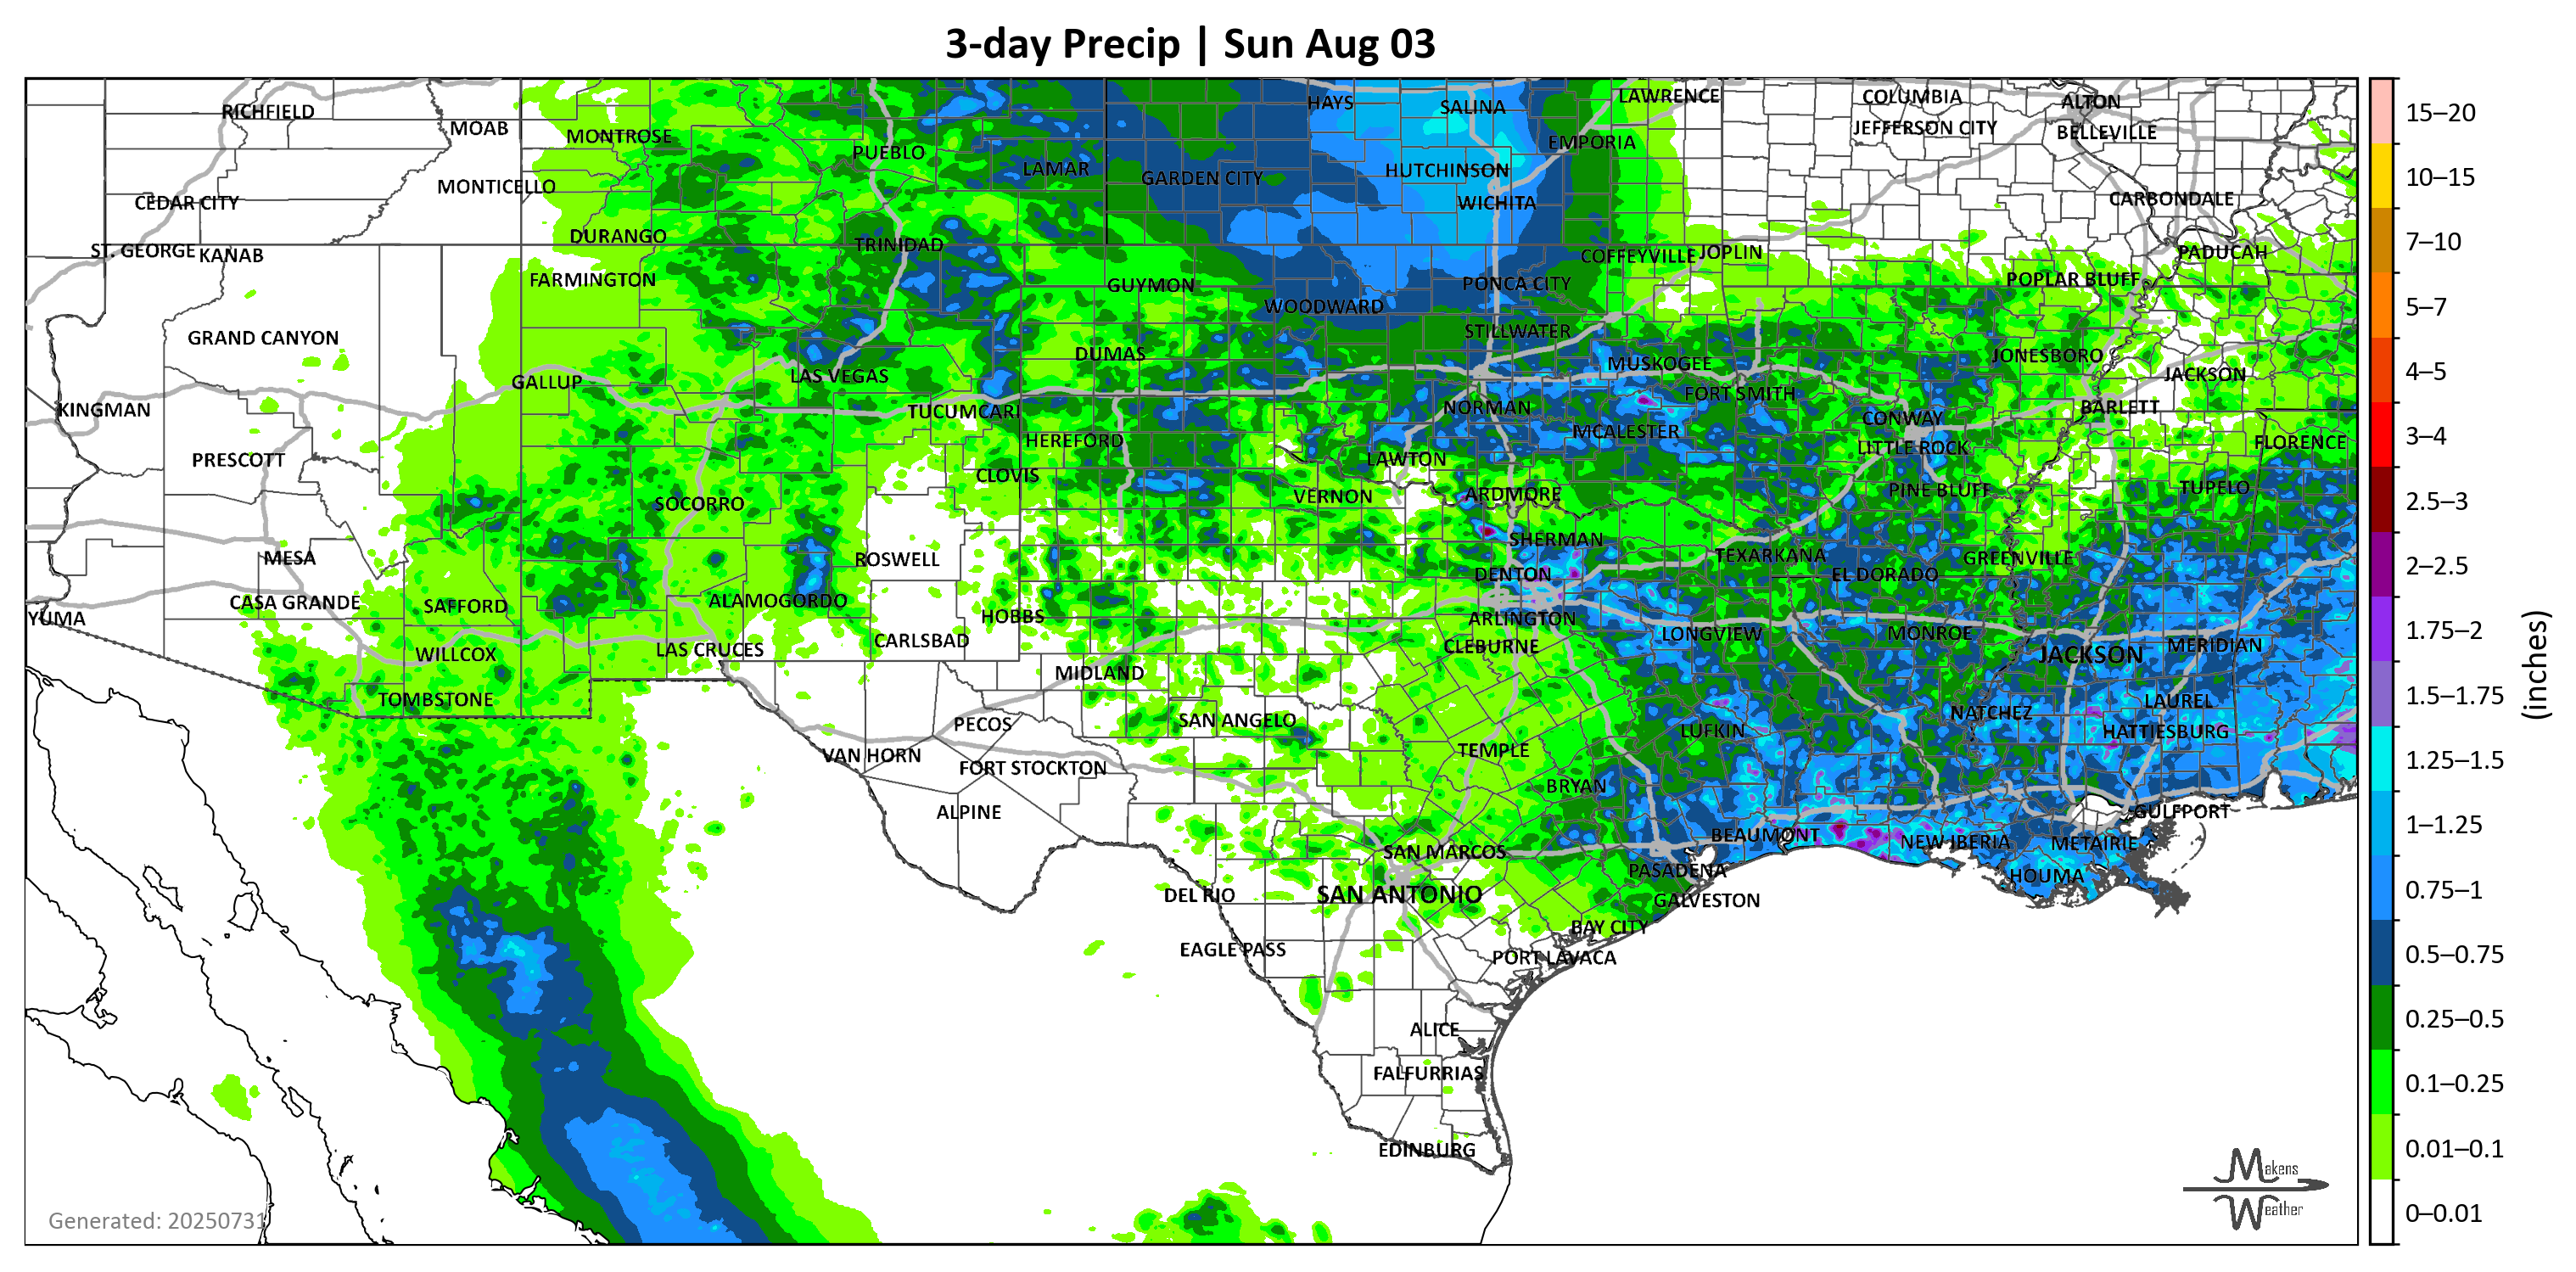 3-day Precip | Sun Aug 03
RICHFIELD
MOAB
MONTROSE
PUEBLO
LAMAR
HAYS
SALINA
LAWRENCE
COLUMBIA
ALTON
JEFFERSON CITY
BELLEVILLE
EMPORIA
MONTICELLO
GARDEN CITY
HUTCHINSON
CEDAR CITY
WICHITA
CARBONDALE
ST. GEORGE
KANAB
DURANGO
TRINIDAD
COFFEYVILLE
JOPLIN
PADUCAH
FARMINGTON
GUYMON
PONCA CITY
POPLAR BLUFF
WOODWARD
GRAND CANYON
STILLWATER
DUMAS
MUSKOGEE
JONESBORO
GALLUP
LAS VEGAS
FORT SMITH
JACKSON
KINGMAN
TUCUMCARI
NORMAN
CONWAY
BARLETT
HEREFORD
MCALESTER
LITTLE ROCK
FLORENCE
PRESCOTT
CLOVIS
LAWTON
SOCORRO
VERNON
ARDMORE
PINE BLUFF
TUPELO
MESA
ROSWELL
SHERMAN
TEXARKANA
GREENVILLE
DENTON
EL DORADO
CASA GRANDE
SAFFORD
ALAMOGORDO
HOBBS
YUMA
ARLINGTON
LONGVIEW
MONROE
WILLCOX
LAS CRUCES
CARLSBAD
CLEBURNE
JACKSON
MERIDIAN
MIDLAND
TOMBSTONE
PECOS
SAN ANGELO
NATCHEZ
LAUREL
VAN HORN
FORT STOCKTON
TEMPLE
LUFKIN
HATTIESBURG
BRYAN
ALPINE
GULFPORT
SAN MARCOS
BEAUMONT
NEW IBERIA
METAIRIE
DEL RIO
SAN ANTONIO
PASADENA
HOUMA
GALVESTON
BAY CITY
EAGLE PASS
PORT LAVACA
ALICE
FALFURRIAS
EDINBURG
Generated: 20250731
Makens
Weather
15–20
10–15
7–10
5–7
4–5
3–4
2.5–3
2–2.5
1.75–2
1.5–1.75
1.25–1.5
1–1.25
0.75–1
0.5–0.75
0.25–0.5
0.1–0.25
0.01–0.1
0–0.01
(inches)